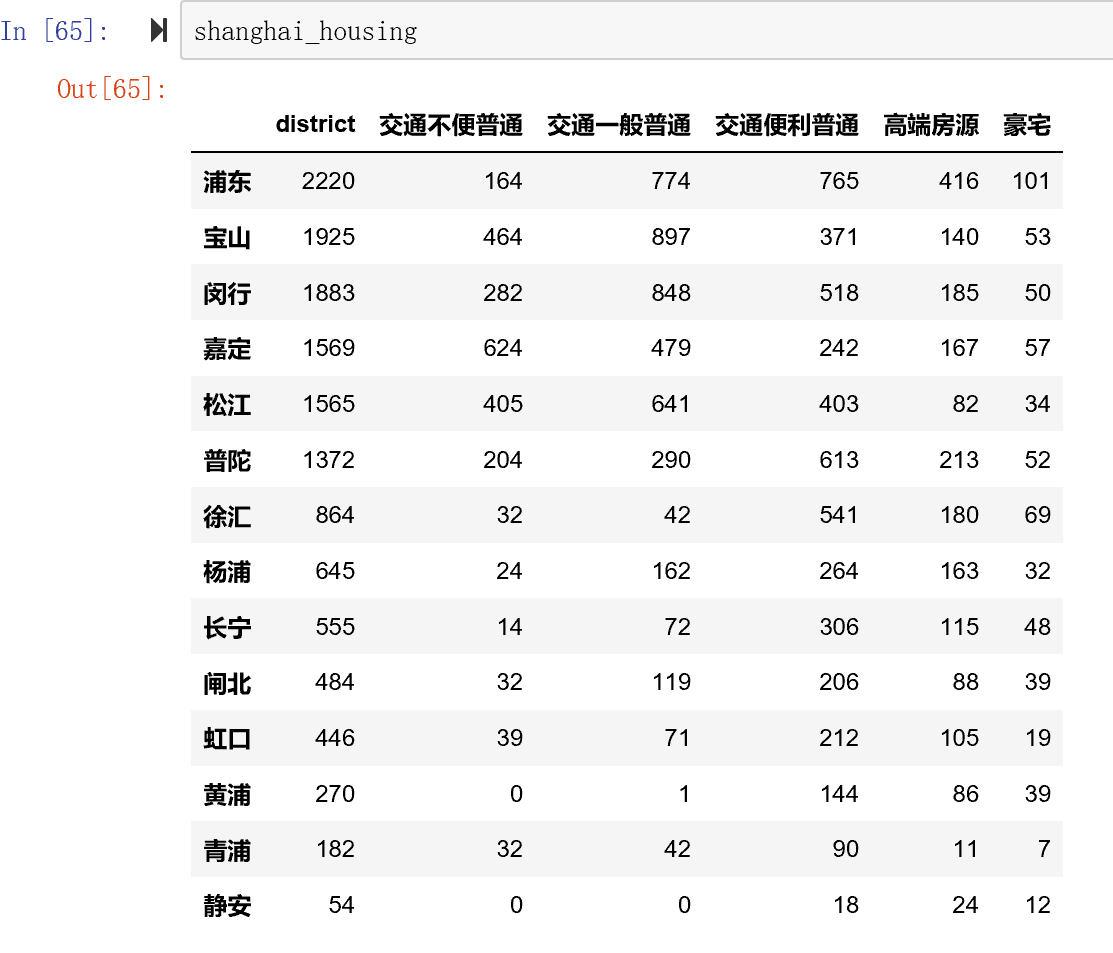 In [65]: shanghai_housing
Out[65]:
district 交通不便普通 交通一般普通 交通便利普通 高端房源 豪宅
浦东 2220 164 774 765 416 101
宝山 1925 464 897 371 140 53
闵行 1883 282 848 518 185 50
嘉定 1569 624 479 242 167 57
松江 1565 405 641 403 82 34
普陀 1372 204 290 613 213 52
徐汇 864 32 42 541 180 69
杨浦 645 24 162 264 163 32
长宁 555 14 72 306 115 48
闸北 484 32 119 206 88 39
虹口 446 39 71 212 105 19
黄浦 270 0 1 144 86 39
青浦 182 32 42 90 11 7
静安 54 0 0 18 24 12